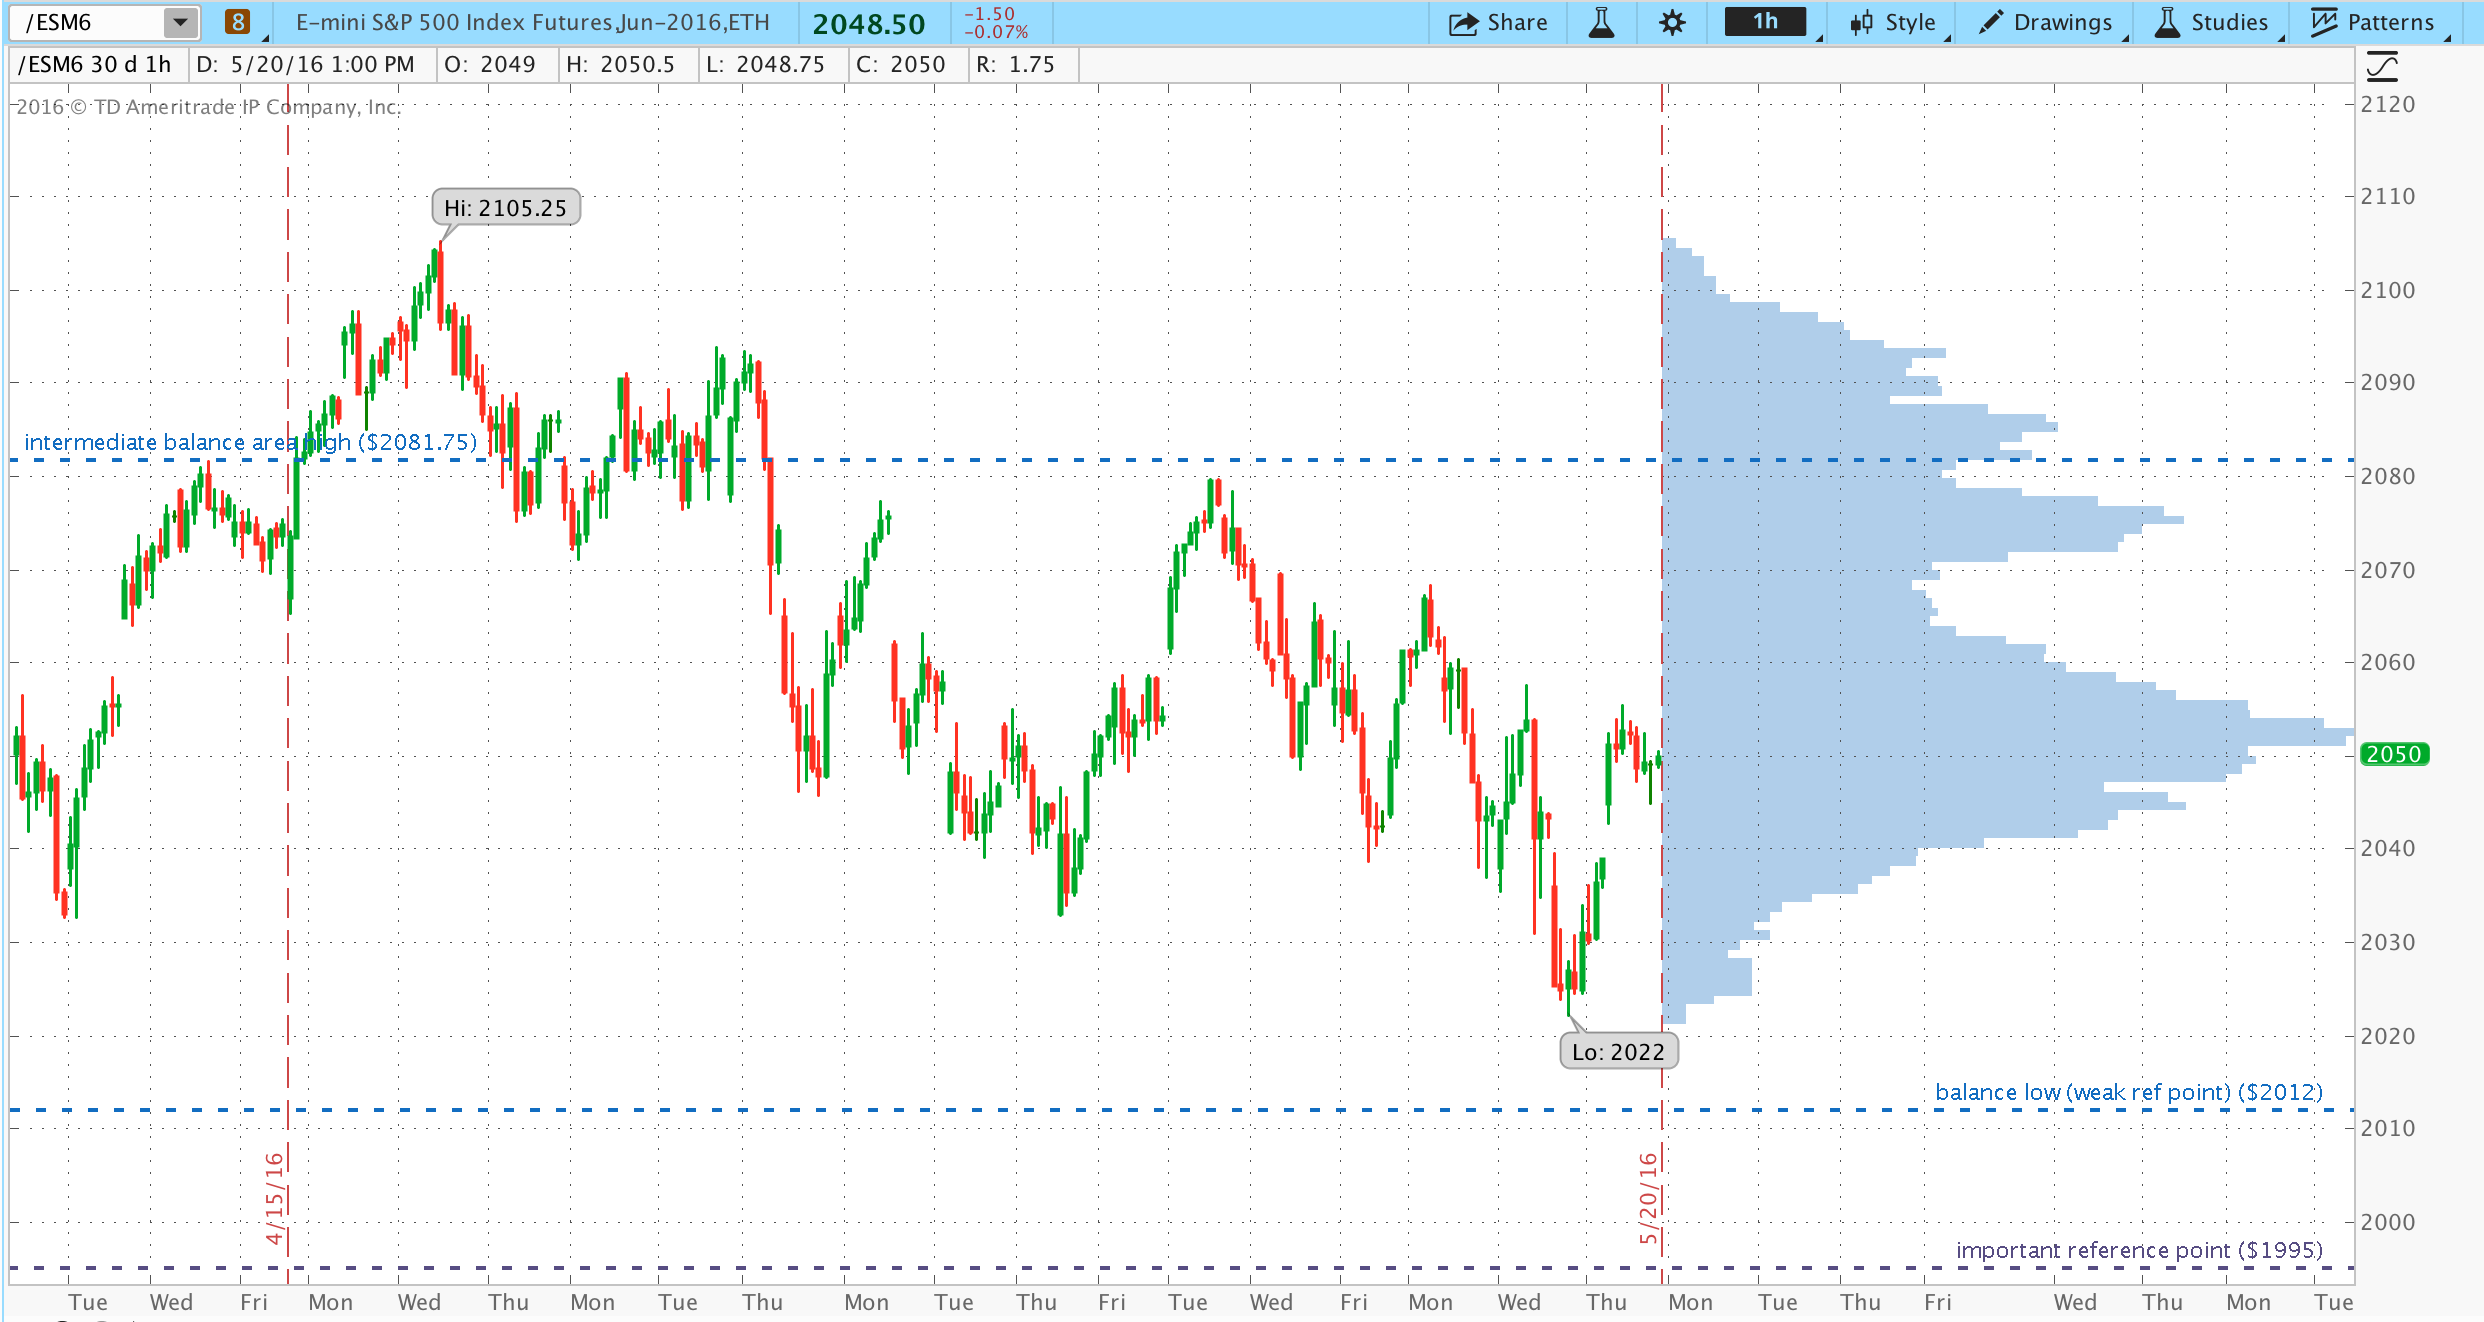 /ESM6 8 E-mini S&P 500 Index Futures,Jun-2016,ETH 2048.50 -1.50 Share 1h Style Drawings Studies Patterns
-0.07%
/ESM6 30 d 1h D: 5/20/16 1:00 PM O: 2049 H: 2050.5 L: 2048.75 C: 2050 R: 1.75
2016 © TD Ameritrade IP Company, Inc.
2120
2110
Hi: 2105.25
2100
2090
intermediate balance area high ($2081.75)
2080
2070
2060
2050
2040
2030
2020
Lo: 2022
balance low (weak ref point) ($2012)
2010
4/15/16
5/20/16
2000
important reference point ($1995)
Tue Wed Fri Mon Wed Thu Mon Tue Thu Mon Tue Thu Fri Tue Wed Fri Mon Wed Thu Mon Tue Thu Fri Wed Thu Mon Tue